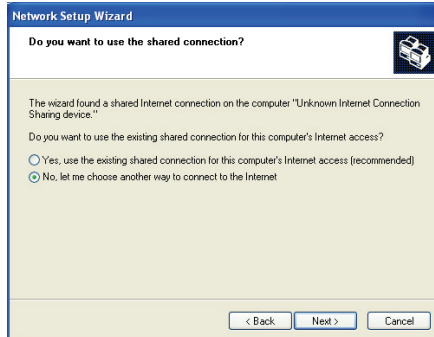 Network Setup Wizard
Do you want to use the shared connection?
The wizard found a shared Internet connection on the computer "Unknown Internet Connection
Sharing device."
Do you want to use the existing shared connection for this computer's Internet access?
Yes, use the existing shared connection for this computer's Internet access (recommended)
No, let me choose another way to connect to the Internet
< Back Next > Cancel